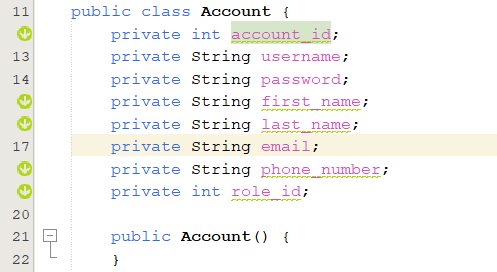 11 public class Account {
private int account_id;
13 private String username;
14 private String password;
private String first_name;
private String last_name;
17 private String email;
private String phone_number;
private int role_id;
20
21 public Account() {
22 }